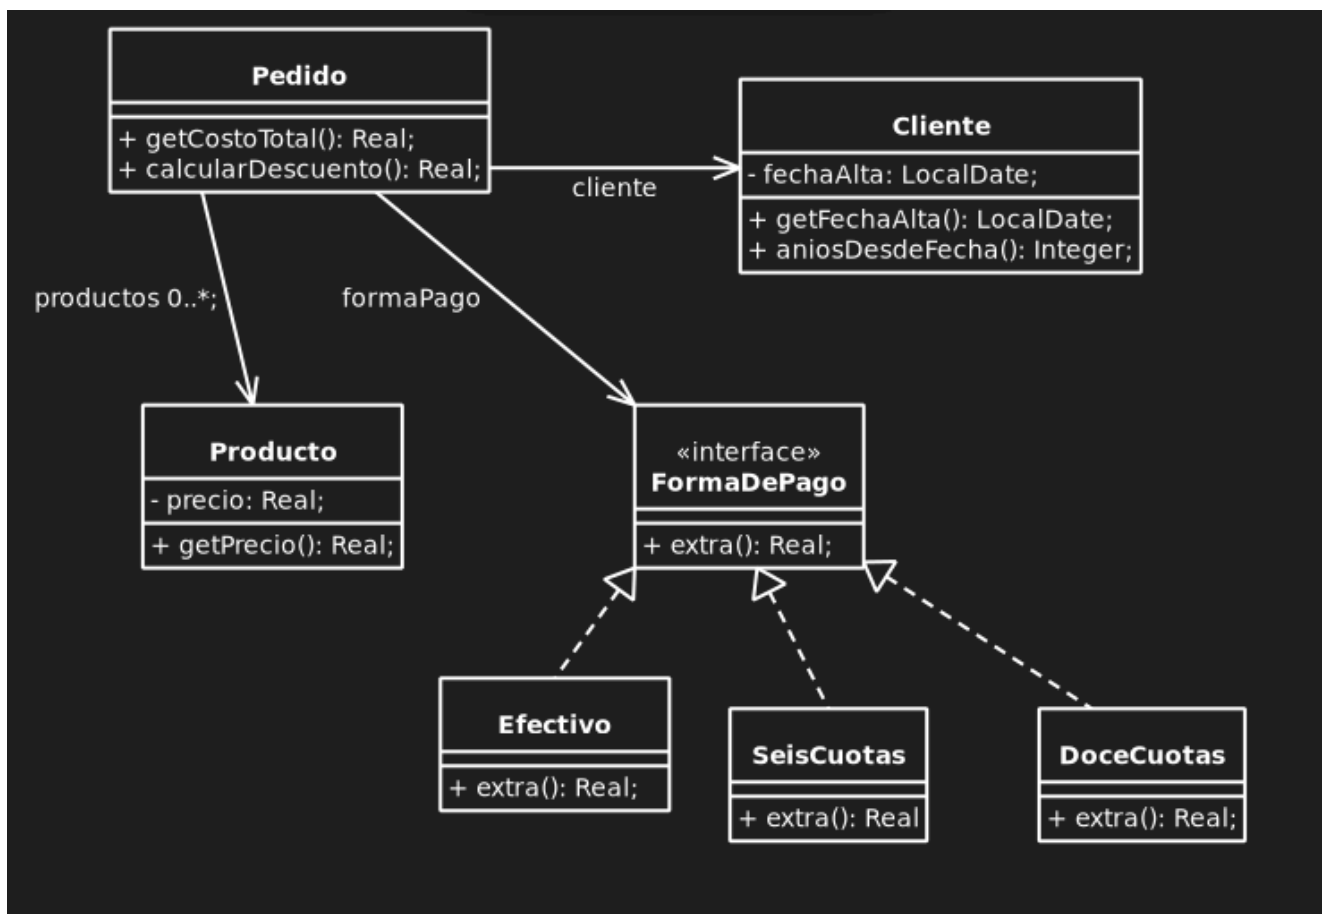 Pedido
+ getCostoTotal(): Real;
+ calcularDescuento(): Real;
cliente
Cliente
- fechaAlta: LocalDate;
+ getFechaAlta(): LocalDate;
+ aniosDesdeFecha(): Integer;
productos 0..*;
formaPago
Producto
- precio: Real;
+ getPrecio(): Real;
«interface»
FormaDePago
+ extra(): Real;
Efectivo
+ extra(): Real;
SeisCuotas
+ extra(): Real
DoceCuotas
+ extra(): Real;